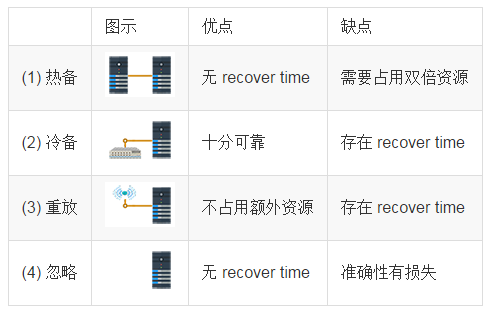 图示 优点 缺点
(1) 热备 无 recover time 需要占用双倍资源
(2) 冷备 十分可靠 存在 recover time
(3) 重放 不占用额外资源 存在 recover time
(4) 忽略 无 recover time 准确性有损失